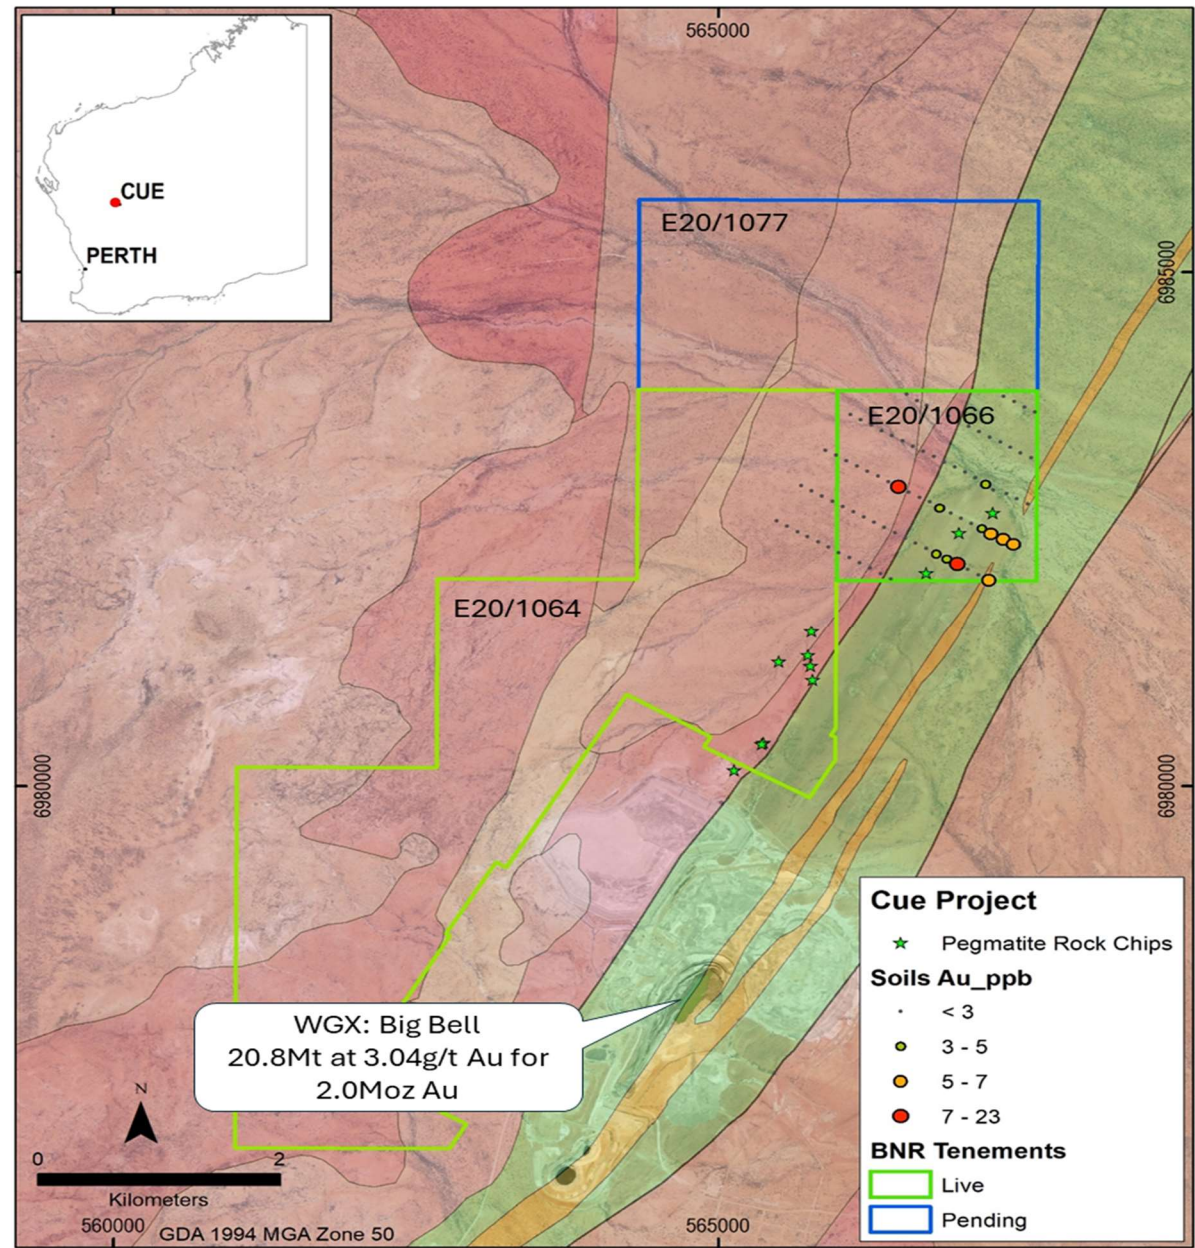 565000
CUE
PERTH
E20/1077
6985000
E20/1066
E20/1064
6980000
6980000
Cue Project
Pegmatite Rock Chips
Soils Au_ppb
< 3
3 - 5
5 - 7
7 - 23
BNR Tenements
Live
Pending
WGX: Big Bell
20.8Mt at 3.04g/t Au for
2.0Moz Au
N
0 2
Kilometers
560000
GDA 1994 MGA Zone 50
565000